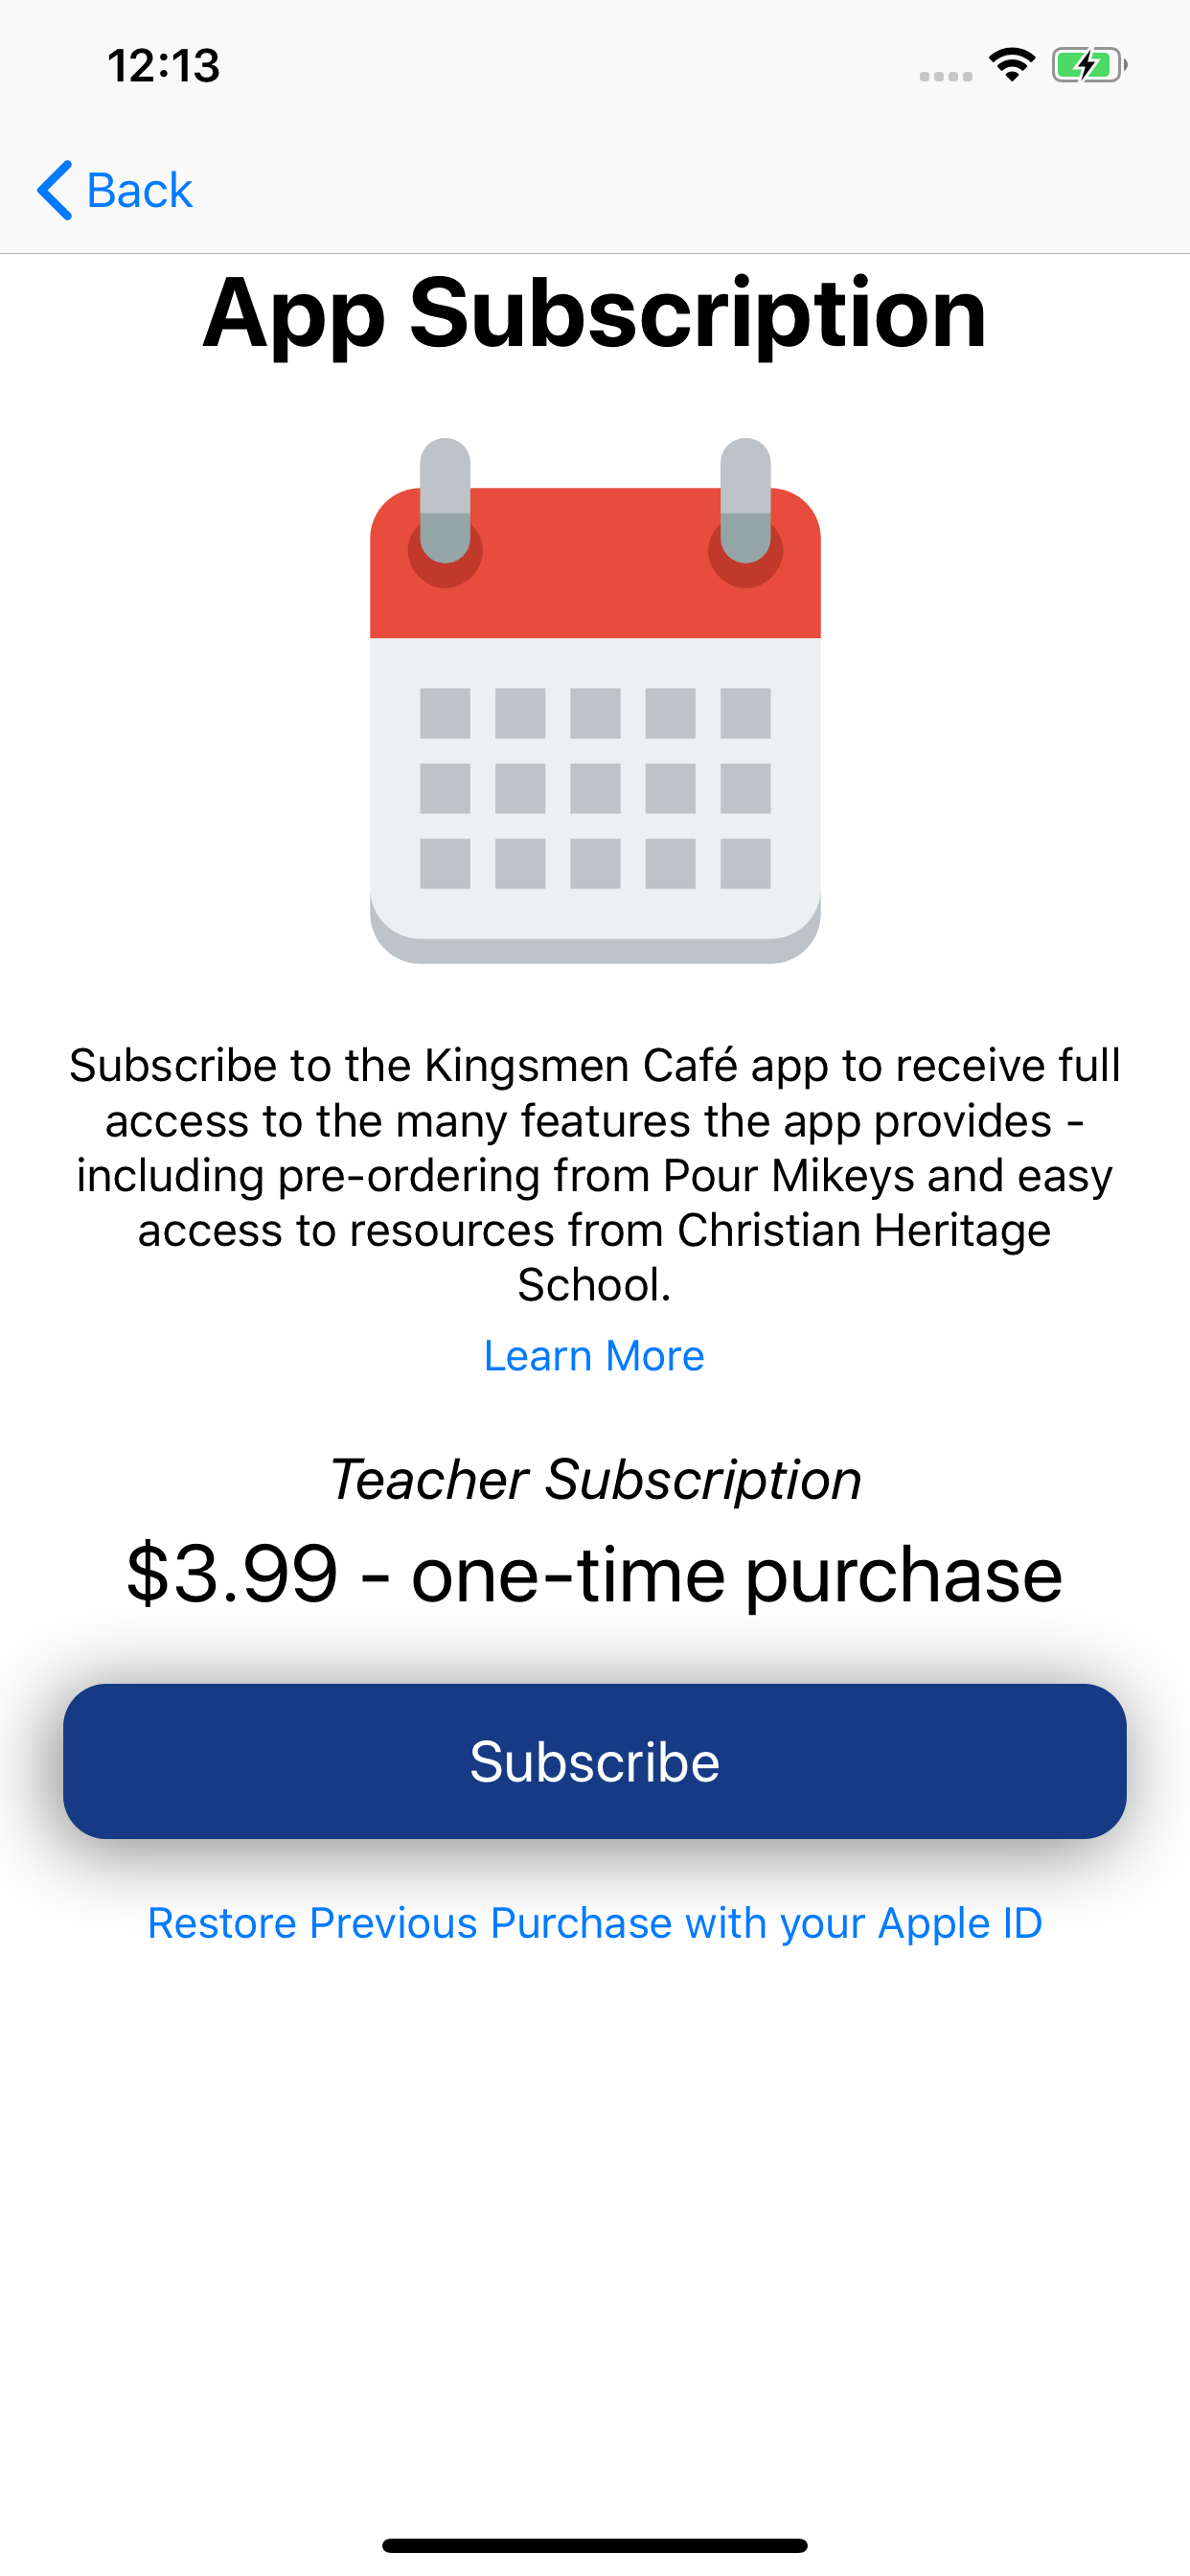 12:13
Back
App Subscription
Subscribe to the Kingsmen Café app to receive full
access to the many features the app provides -
including pre-ordering from Pour Mikeys and easy
access to resources from Christian Heritage
School.
Learn More
Teacher Subscription
$3.99 - one-time purchase
Subscribe
Restore Previous Purchase with your Apple ID